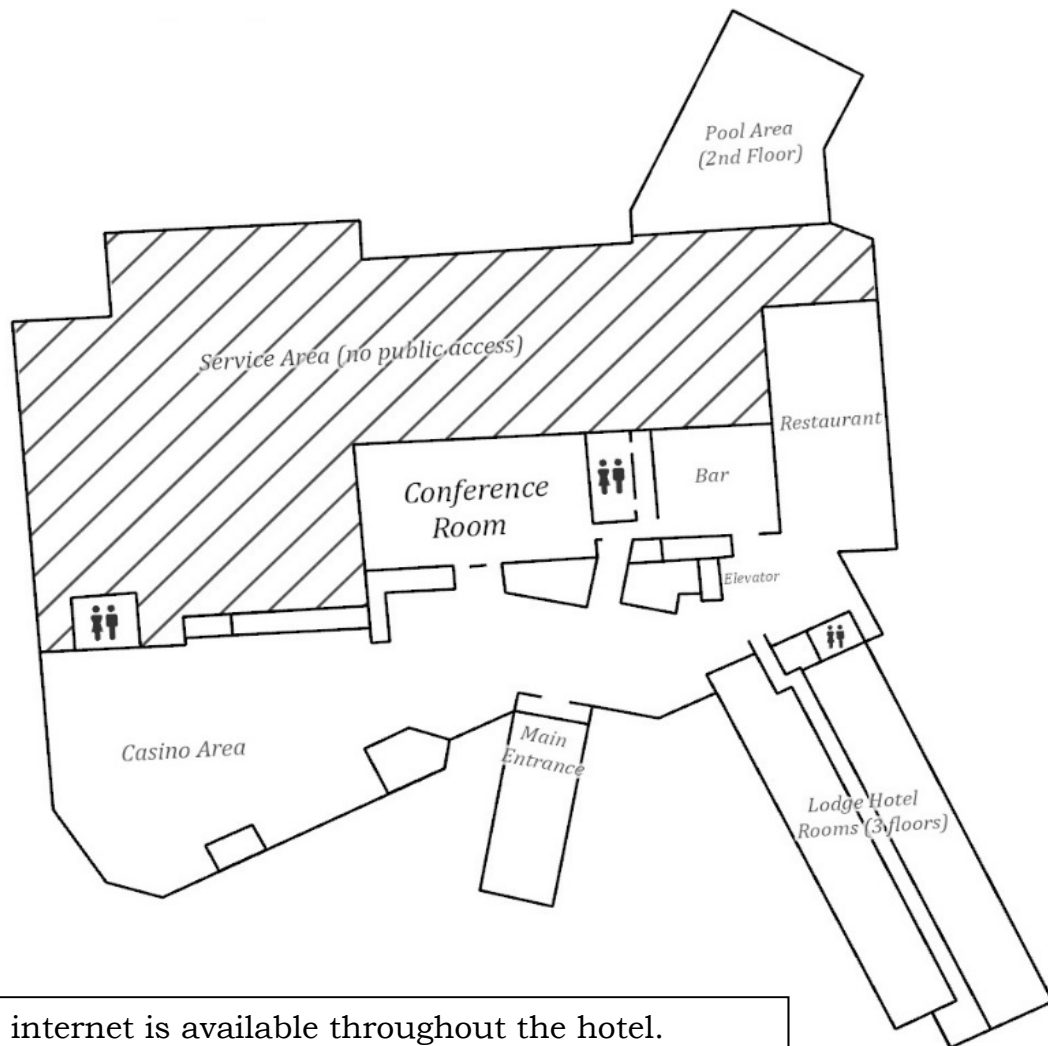 Pool Area
(2nd Floor)
Service Area (no public access)
Restaurant
Conference
Room
Bar
Elevator
Casino Area
Main
Entrance
Lodge Hotel
Rooms (3 floors)
internet is available throughout the hotel.